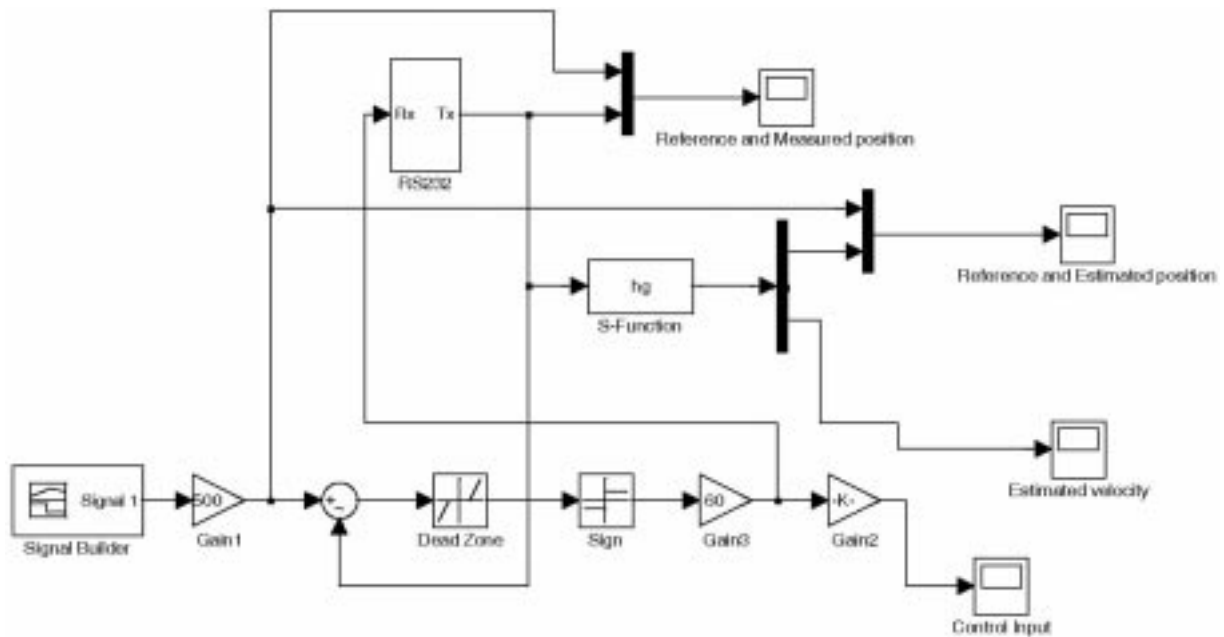 Rx Tx
RS232
Reference and Measured position
Reference and Estimated position
hg
S-Function
Estimated velocity
Signal 1
Signal Builder
500
Gain1
+
-
Dead Zone
Sign
60
Gain3
-K-
Gain2
Control Input